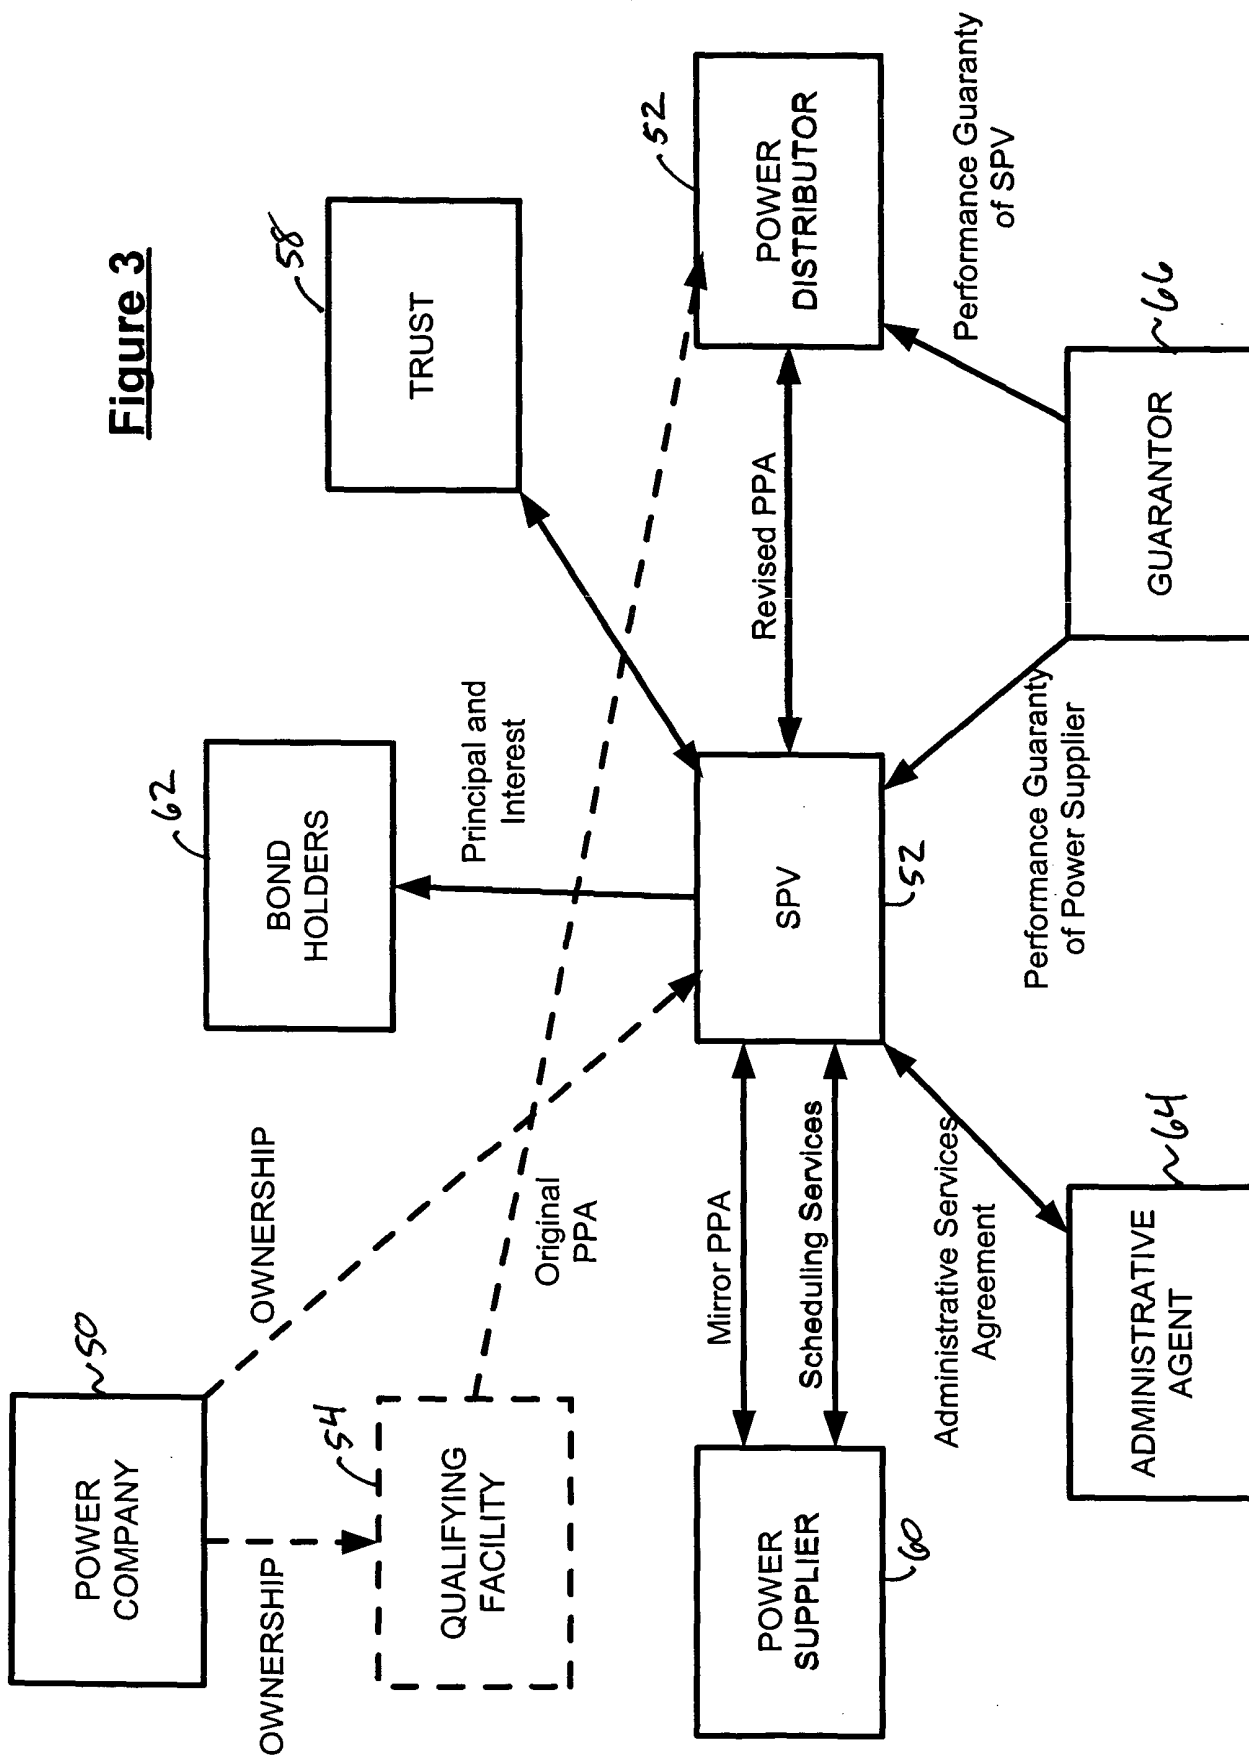 Figure 3
POWER
COMPANY
50
OWNERSHIP
OWNERSHIP
QUALIFYING
FACILITY
54
Original
PPA
BOND
HOLDERS
62
Principal and
Interest
TRUST
58
POWER
SUPPLIER
60
Mirror PPA
Scheduling Services
SPV
52
Revised PPA
POWER
DISTRIBUTOR
52
Administrative Services
Agreement
ADMINISTRATIVE
AGENT
64
Performance Guaranty
of Power Supplier
GUARANTOR
66
Performance Guaranty
of SPV